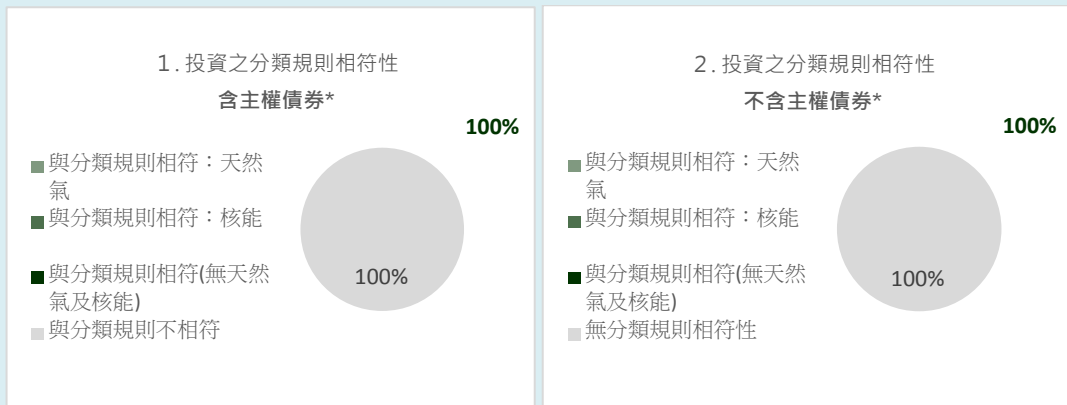 1.投資之分類規則相符性
含主權債券*
100%
與分類規則相符：天然
氣
與分類規則相符：核能
與分類規則相符(無天然
氣及核能)
與分類規則不相符
100%
2.投資之分類規則相符性
不含主權債券*
100%
與分類規則相符：天然
氣
與分類規則相符：核能
與分類規則相符(無天然
氣及核能)
無分類規則相符性
100%